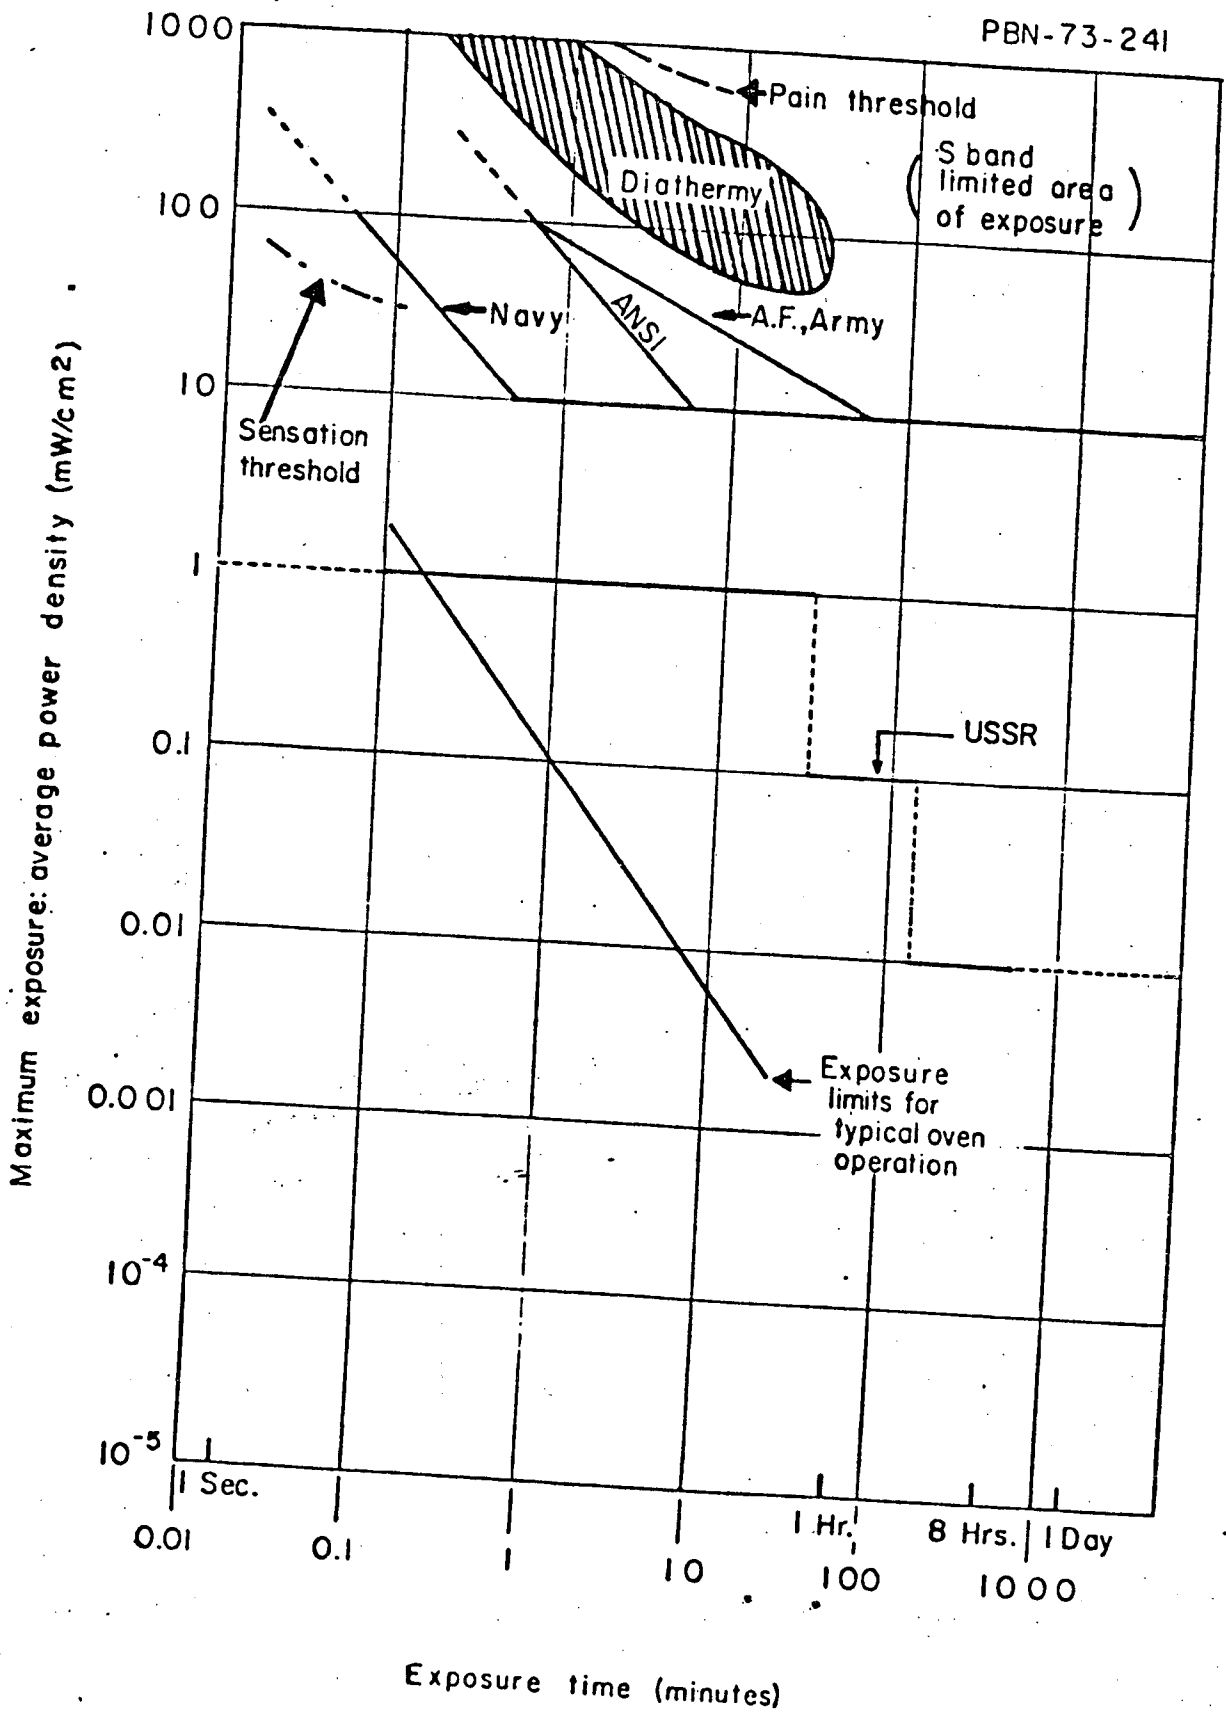 PBN-73-241
1000
Pain threshold
( S band
limited area
of exposure )
Diathermy
100
Navy
ANSI
A.F., Army
10
Sensation
threshold
1
USSR
0.1
0.01
Exposure
limits for
typical oven
operation
0.001
10-4
10-5
1 Sec.
1 Hr.
8 Hrs.
1 Day
0.01
0.1
1
10
100
1000
Exposure time (minutes)
Maximum exposure: average power density (mW/cm2)